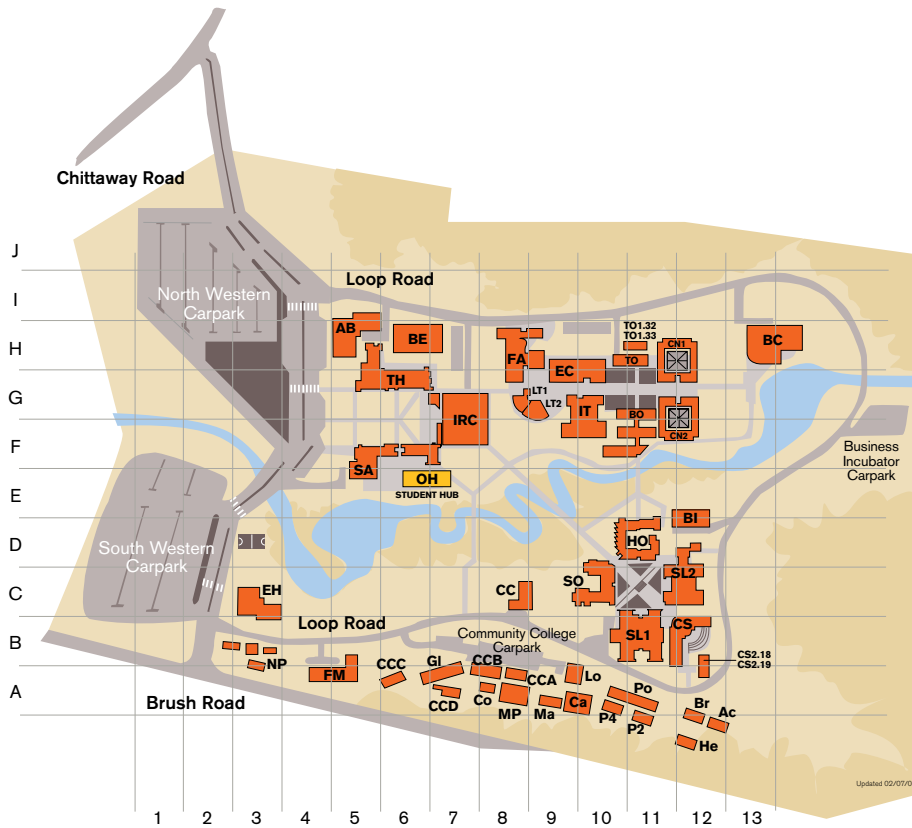 Chittaway Road
J
I
H
G
F
E
D
C
B
A
North Western
Carpark
Loop Road
AB
BE
TH
FA
EC
TO1.32
TO1.33
TO
CN1
BC
LT1
LT2
IRC
IT
BO
CN2
SA
OH
STUDENT HUB
Business
Incubator
Carpark
South Western
Carpark
BI
HO
SO
SL2
EH
CC
Loop Road
Community College
Carpark
SL1
CS
CS2.18
CS2.19
NP
FM
CCC
GI
CCB
CCA
CCD
Co
MP
Ma
Lo
Ca
Po
P4
P2
Br
Ac
He
Brush Road
1 2 3 4 5 6 7 8 9 10 11 12 13